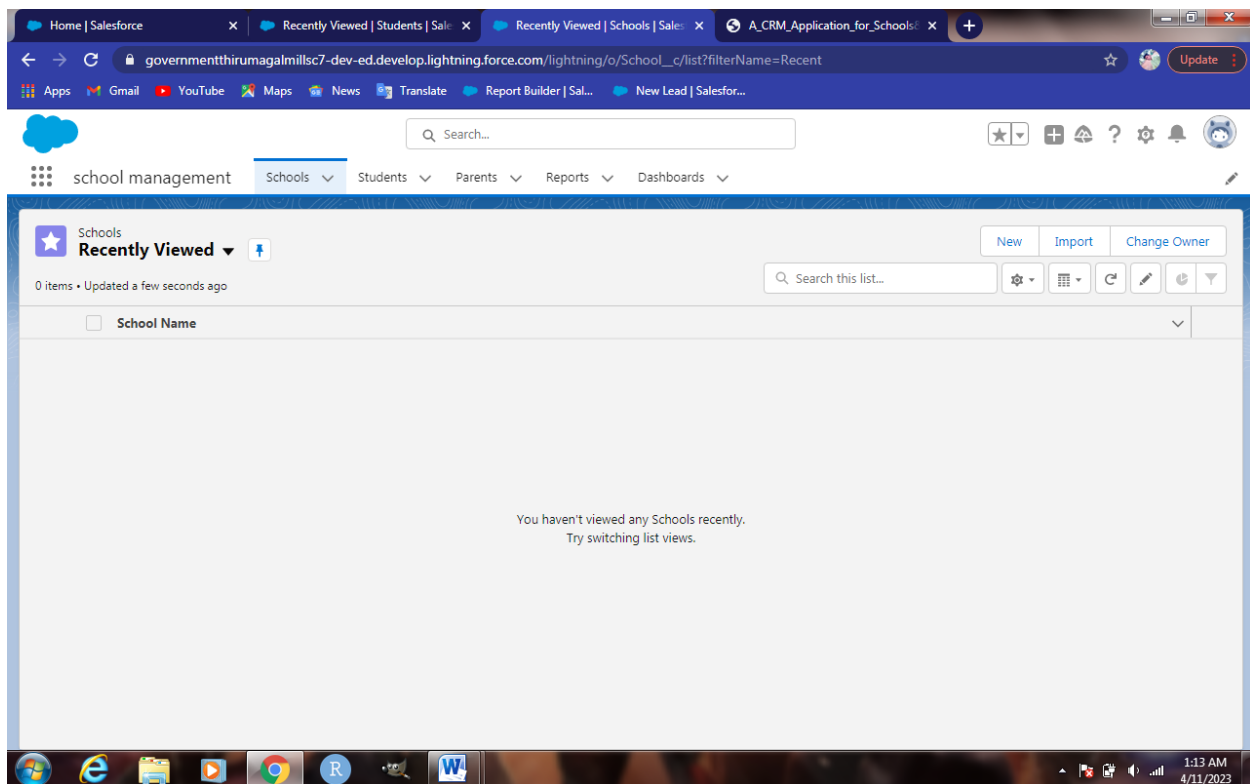 Home | Salesforce
Recently Viewed | Students | Sale
Recently Viewed | Schools | Sales
A_CRM_Application_for_Schools&
governmentthirumagalmillsc7-dev-ed.develop.lightning.force.com/lightning/o/School__c/list?filterName=Recent
Update
Apps Gmail YouTube Maps News Translate Report Builder | Sal... New Lead | Salesfor...
Search...
school management Schools Students Parents Reports Dashboards
Schools
Recently Viewed
New Import Change Owner
0 items • Updated a few seconds ago
Search this list...
School Name
You haven't viewed any Schools recently.
Try switching list views.
R
W
1:13 AM
4/11/2023